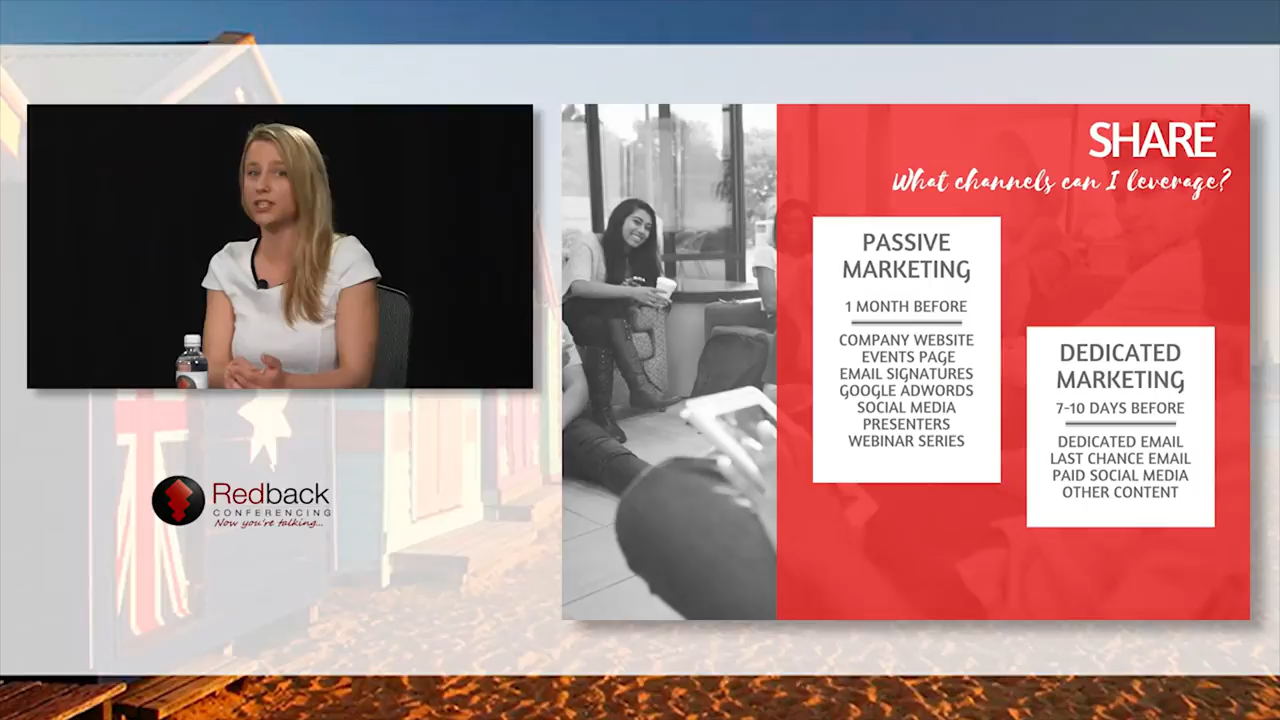 SHARE
What channels can I leverage?
PASSIVE
MARKETING
1 MONTH BEFORE
COMPANY WEBSITE
EVENTS PAGE
EMAIL SIGNATURES
GOOGLE ADWORDS
SOCIAL MEDIA
PRESENTERS
WEBINAR SERIES
DEDICATED
MARKETING
7-10 DAYS BEFORE
DEDICATED EMAIL
LAST CHANCE EMAIL
PAID SOCIAL MEDIA
OTHER CONTENT
Redback
CONFERENCING
Now you're talking...